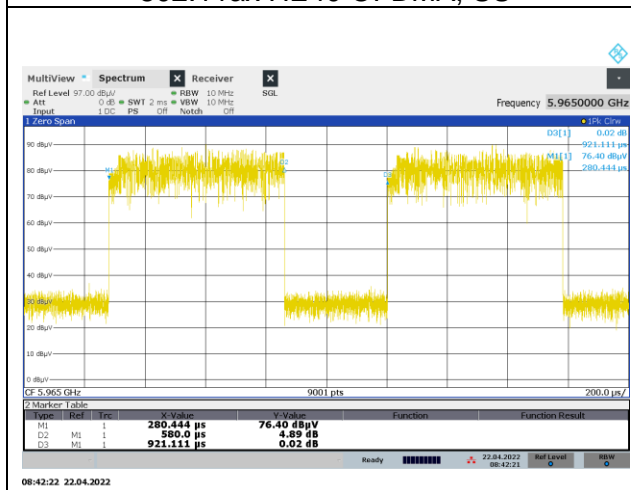 MultiView Spectrum X Receiver X
Ref Level 97.00 dBµV RBW 10 MHz SGL
Att 0 dB SWT 2 ms VBW 10 MHz
Input 1 DC PS Off Notch Off
Frequency 5.9650000 GHz
1 Zero Span 1Pk Clrw
D3[1] 0.02 dB
921.111 µs
M1[1] 76.40 dBµV
280.444 µs
90 dBµV
80 dBµV
M1
D2
D3
70 dBµV
60 dBµV
50 dBµV
40 dBµV
30 dBµV
20 dBµV
10 dBµV
0 dBµV
CF 5.965 GHz 9001 pts 200.0 µs/
2 Marker Table
Type Ref Trc X-Value Y-Value Function Function Result
M1 1 280.444 µs 76.40 dBµV
D2 M1 1 580.0 µs 4.89 dB
D3 M1 1 921.111 µs 0.02 dB
Ready 22.04.2022 08:42:21 Ref Level RBW
08:42:22 22.04.2022